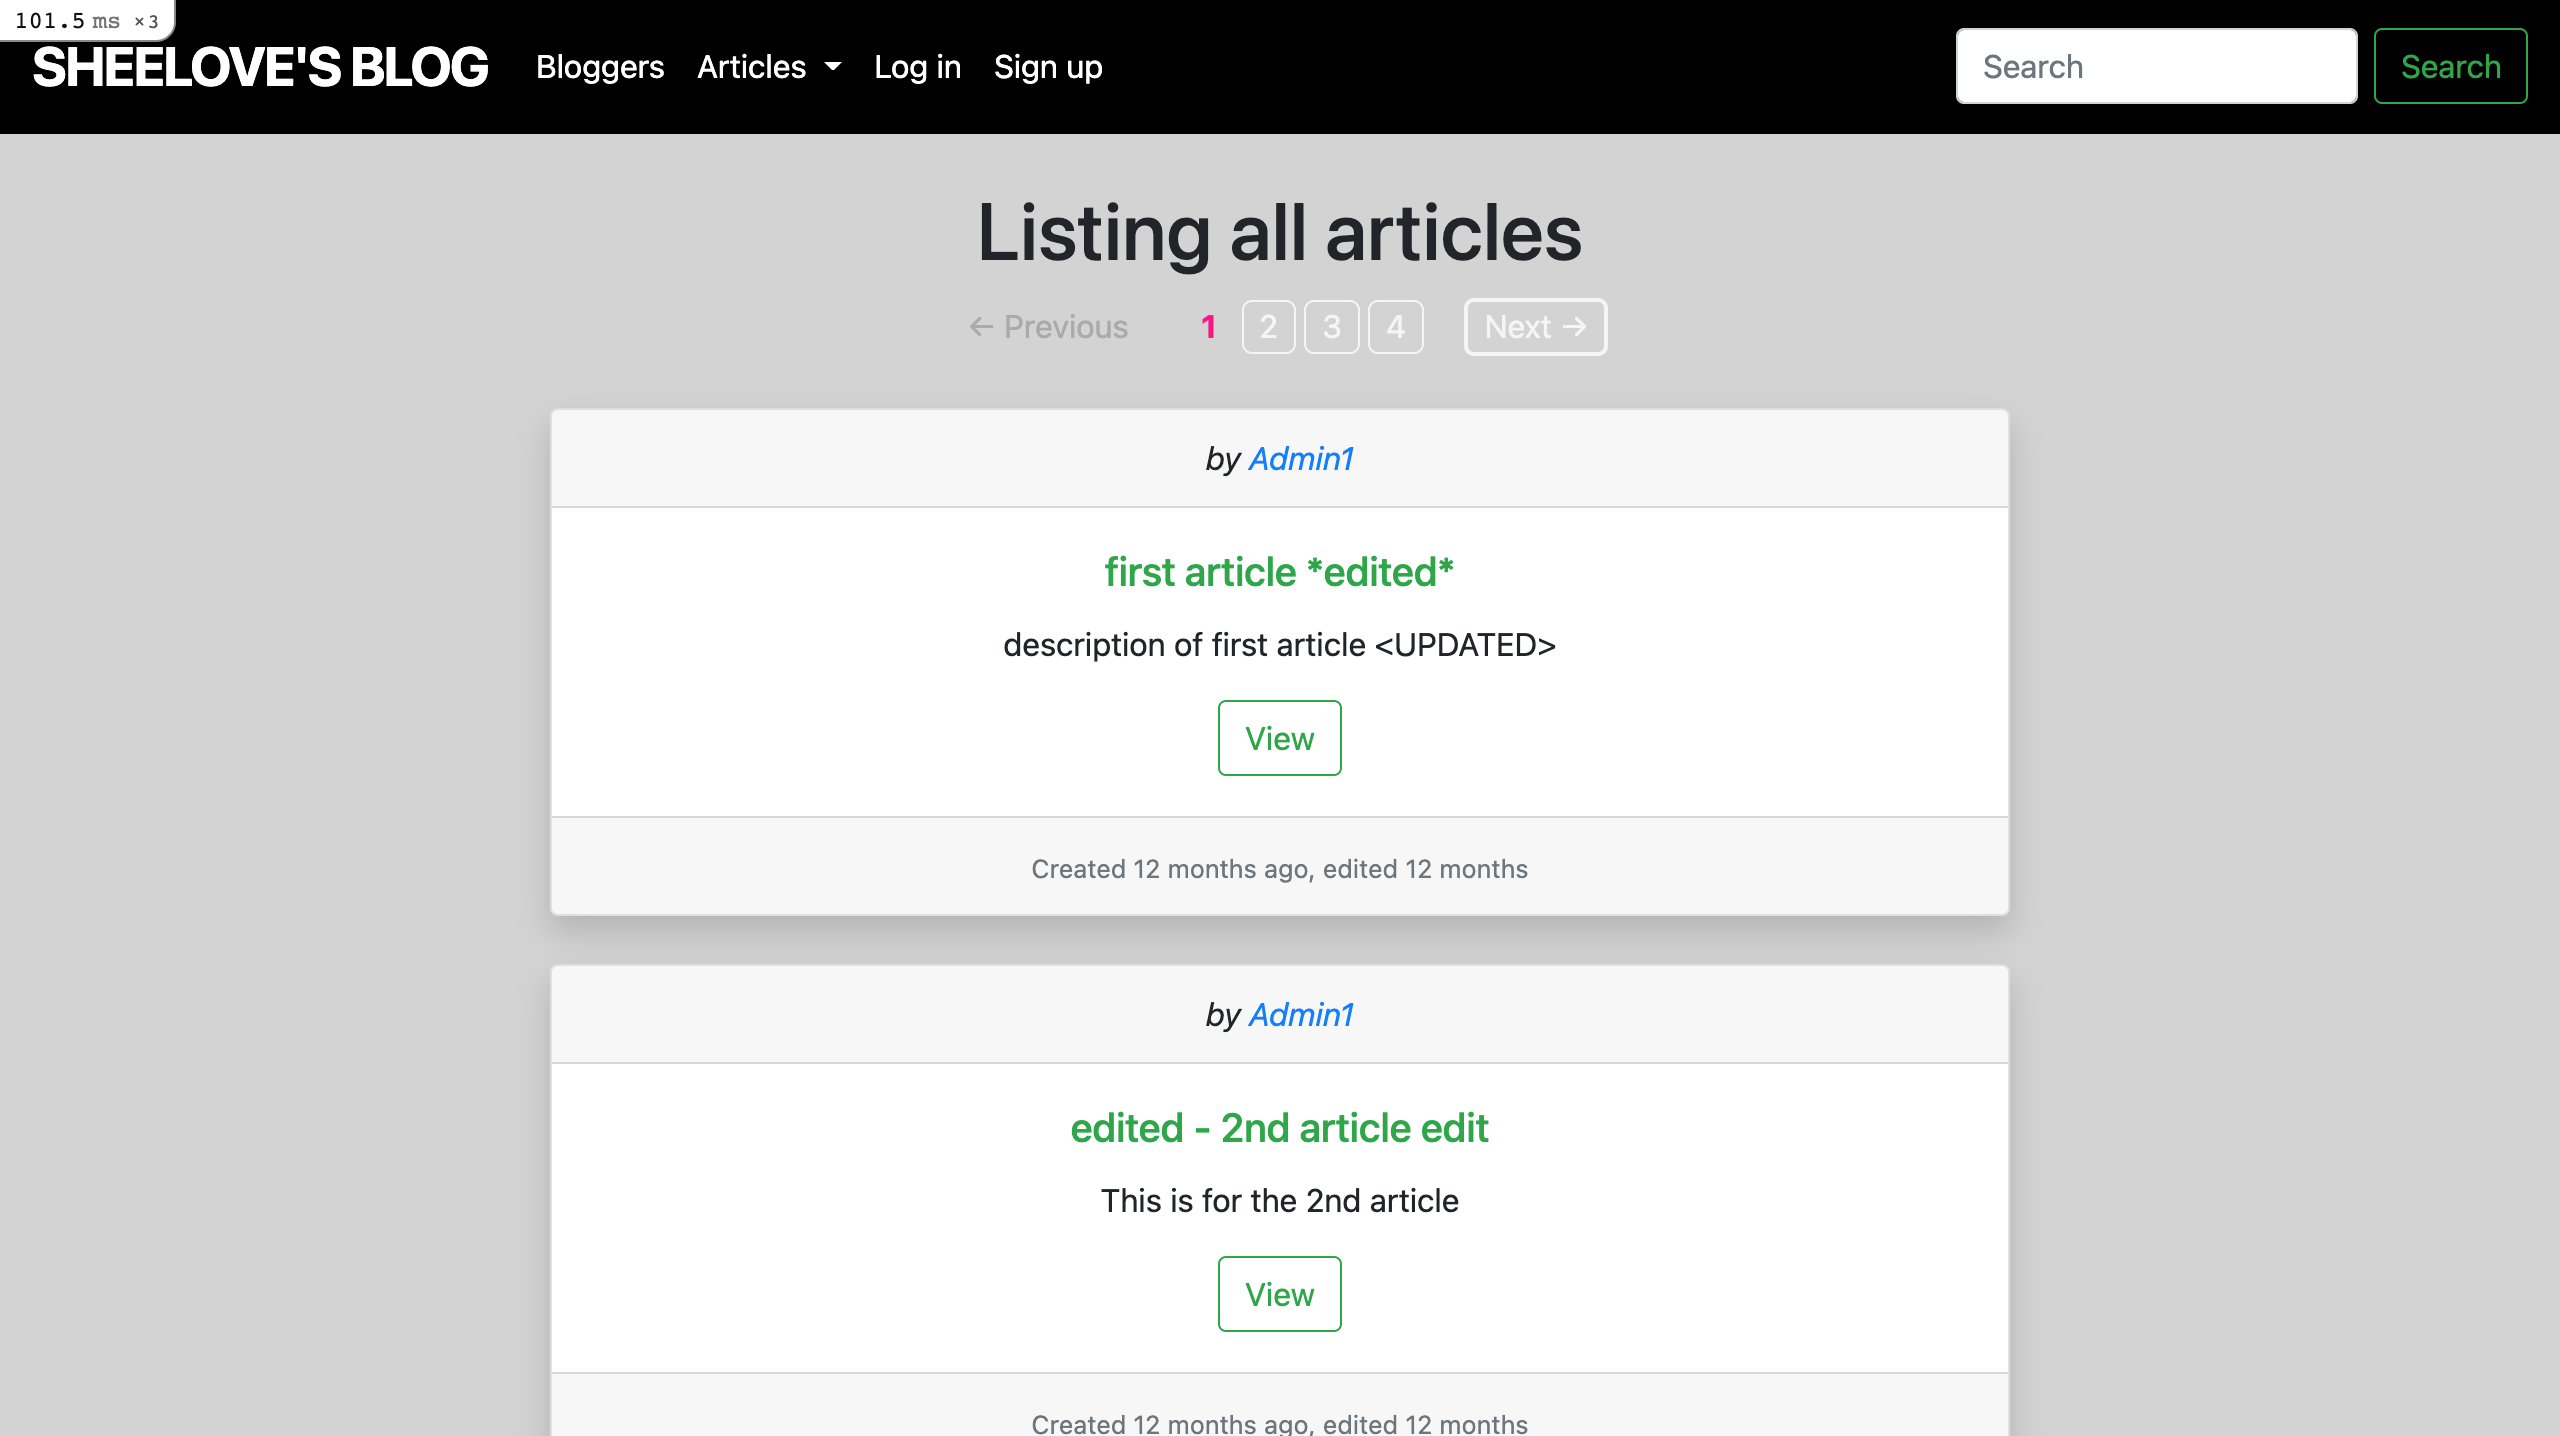 101.5 ms ×3
SHEELOVE'S BLOG Bloggers Articles Log in Sign up Search Search
Listing all articles
← Previous 1 2 3 4 Next →
by Admin1
first article *edited*
description of first article <UPDATED>
View
Created 12 months ago, edited 12 months
by Admin1
edited - 2nd article edit
This is for the 2nd article
View
Created 12 months ago, edited 12 months